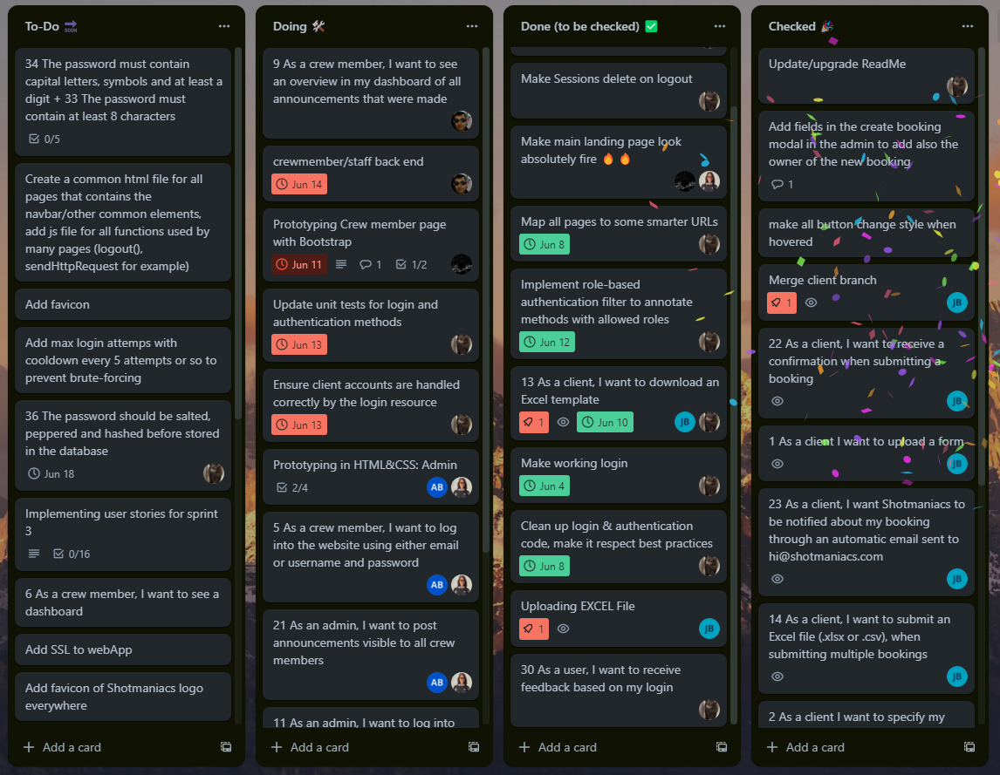 To-Do SOON
34 The password must contain
capital letters, symbols and at least a
digit + 33 The password must
contain at least 8 characters
0/5
Create a common html file for all
pages that contains the
navbar/other common elements,
add js file for all functions used by
many pages (logout(),
sendHttpRequest for example)
Add favicon
Add max login attemps with
cooldown every 5 attempts or so to
prevent brute-forcing
36 The password should be salted,
peppered and hashed before stored
in the database
Jun 18
Implementing user stories for sprint
3
0/16
6 As a crew member, I want to see a
dashboard
Add SSL to webApp
Add favicon of Shotmaniacs logo
everywhere
+ Add a card
Doing
9 As a crew member, I want to see
an overview in my dashboard of all
announcements that were made
crewmember/staff back end
Jun 14
Prototyping Crew member page
with Bootstrap
Jun 11 1 1/2
Update unit tests for login and
authentication methods
Jun 13
Ensure client accounts are handled
correctly by the login resource
Jun 13
Prototyping in HTML&CSS: Admin
2/4 AB
5 As a crew member, I want to log
into the website using either email
or username and password
AB
21 As an admin, I want to post
announcements visible to all crew
members
AB
11 As an admin, I want to log into
+ Add a card
Done (to be checked)
Make Sessions delete on logout
Make main landing page look
absolutely fire 🔥 🔥
Map all pages to some smarter URLs
Jun 8
Implement role-based
authentication filter to annotate
methods with allowed roles
Jun 12
13 As a client, I want to download an
Excel template
1 Jun 10 JB
Make working login
Jun 4
Clean up login & authentication
code, make it respect best practices
Jun 8
Uploading EXCEL File
1 JB
30 As a user, I want to receive
feedback based on my login
+ Add a card
Checked
Update/upgrade ReadMe
Add fields in the create booking
modal in the admin to add also the
owner of the new booking
1
make all button change style when
hovered
Merge client branch
1 JB
22 As a client, I want to receive a
confirmation when submitting a
booking
JB
1 As a client I want to upload a form
JB
23 As a client, I want Shotmaniacs to
be notified about my booking
through an automatic email sent to
hi@shotmaniacs.com
JB
14 As a client, I want to submit an
Excel file (.xlsx or .csv), when
submitting multiple bookings
JB
2 As a client I want to specify my
+ Add a card